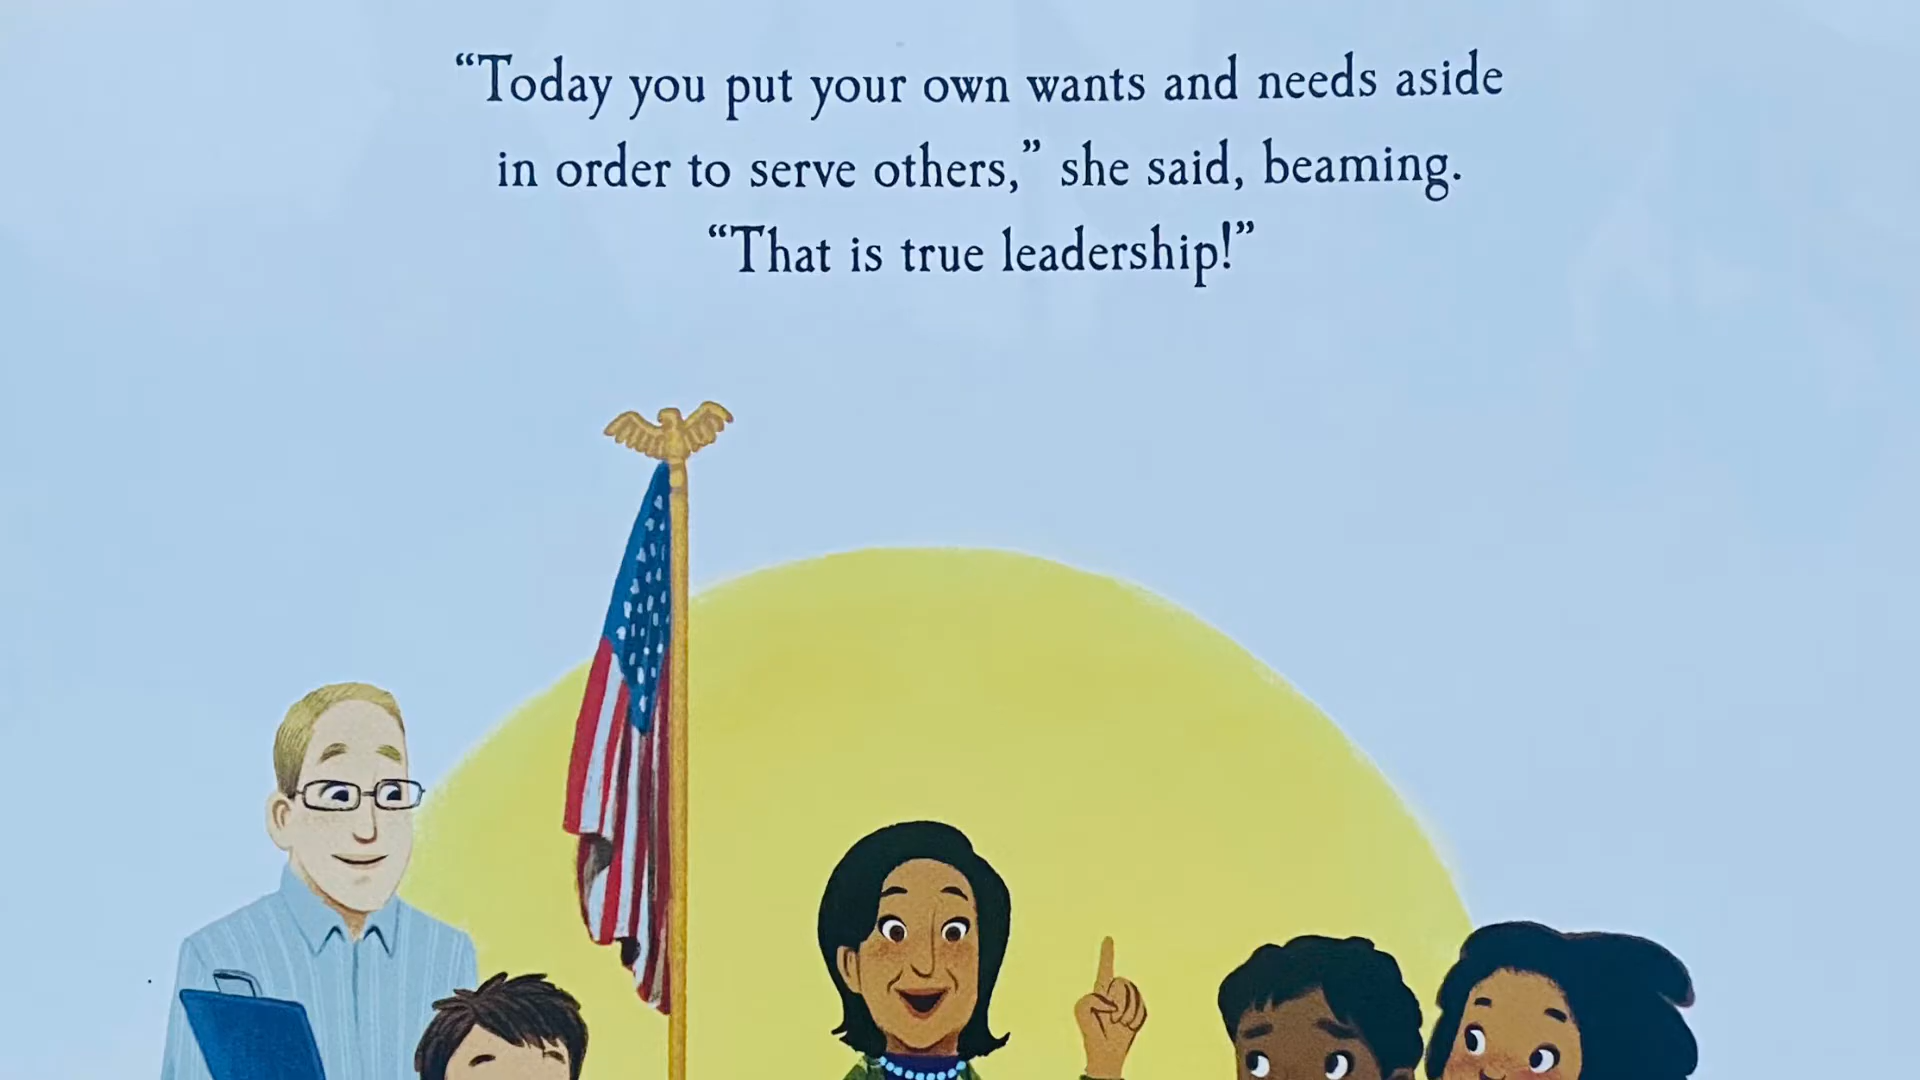 “Today you put your own wants and needs aside
in order to serve others,” she said, beaming.
“That is true leadership!”